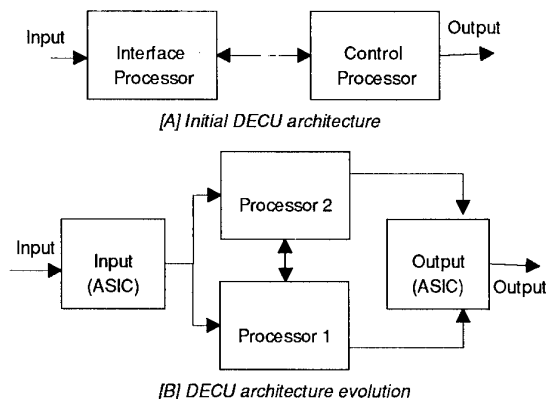 Input
Interface
Processor
Control
Processor
Output
[A] Initial DECU architecture
Input
Input
(ASIC)
Processor 2
Processor 1
Output
(ASIC)
Output
[B] DECU architecture evolution